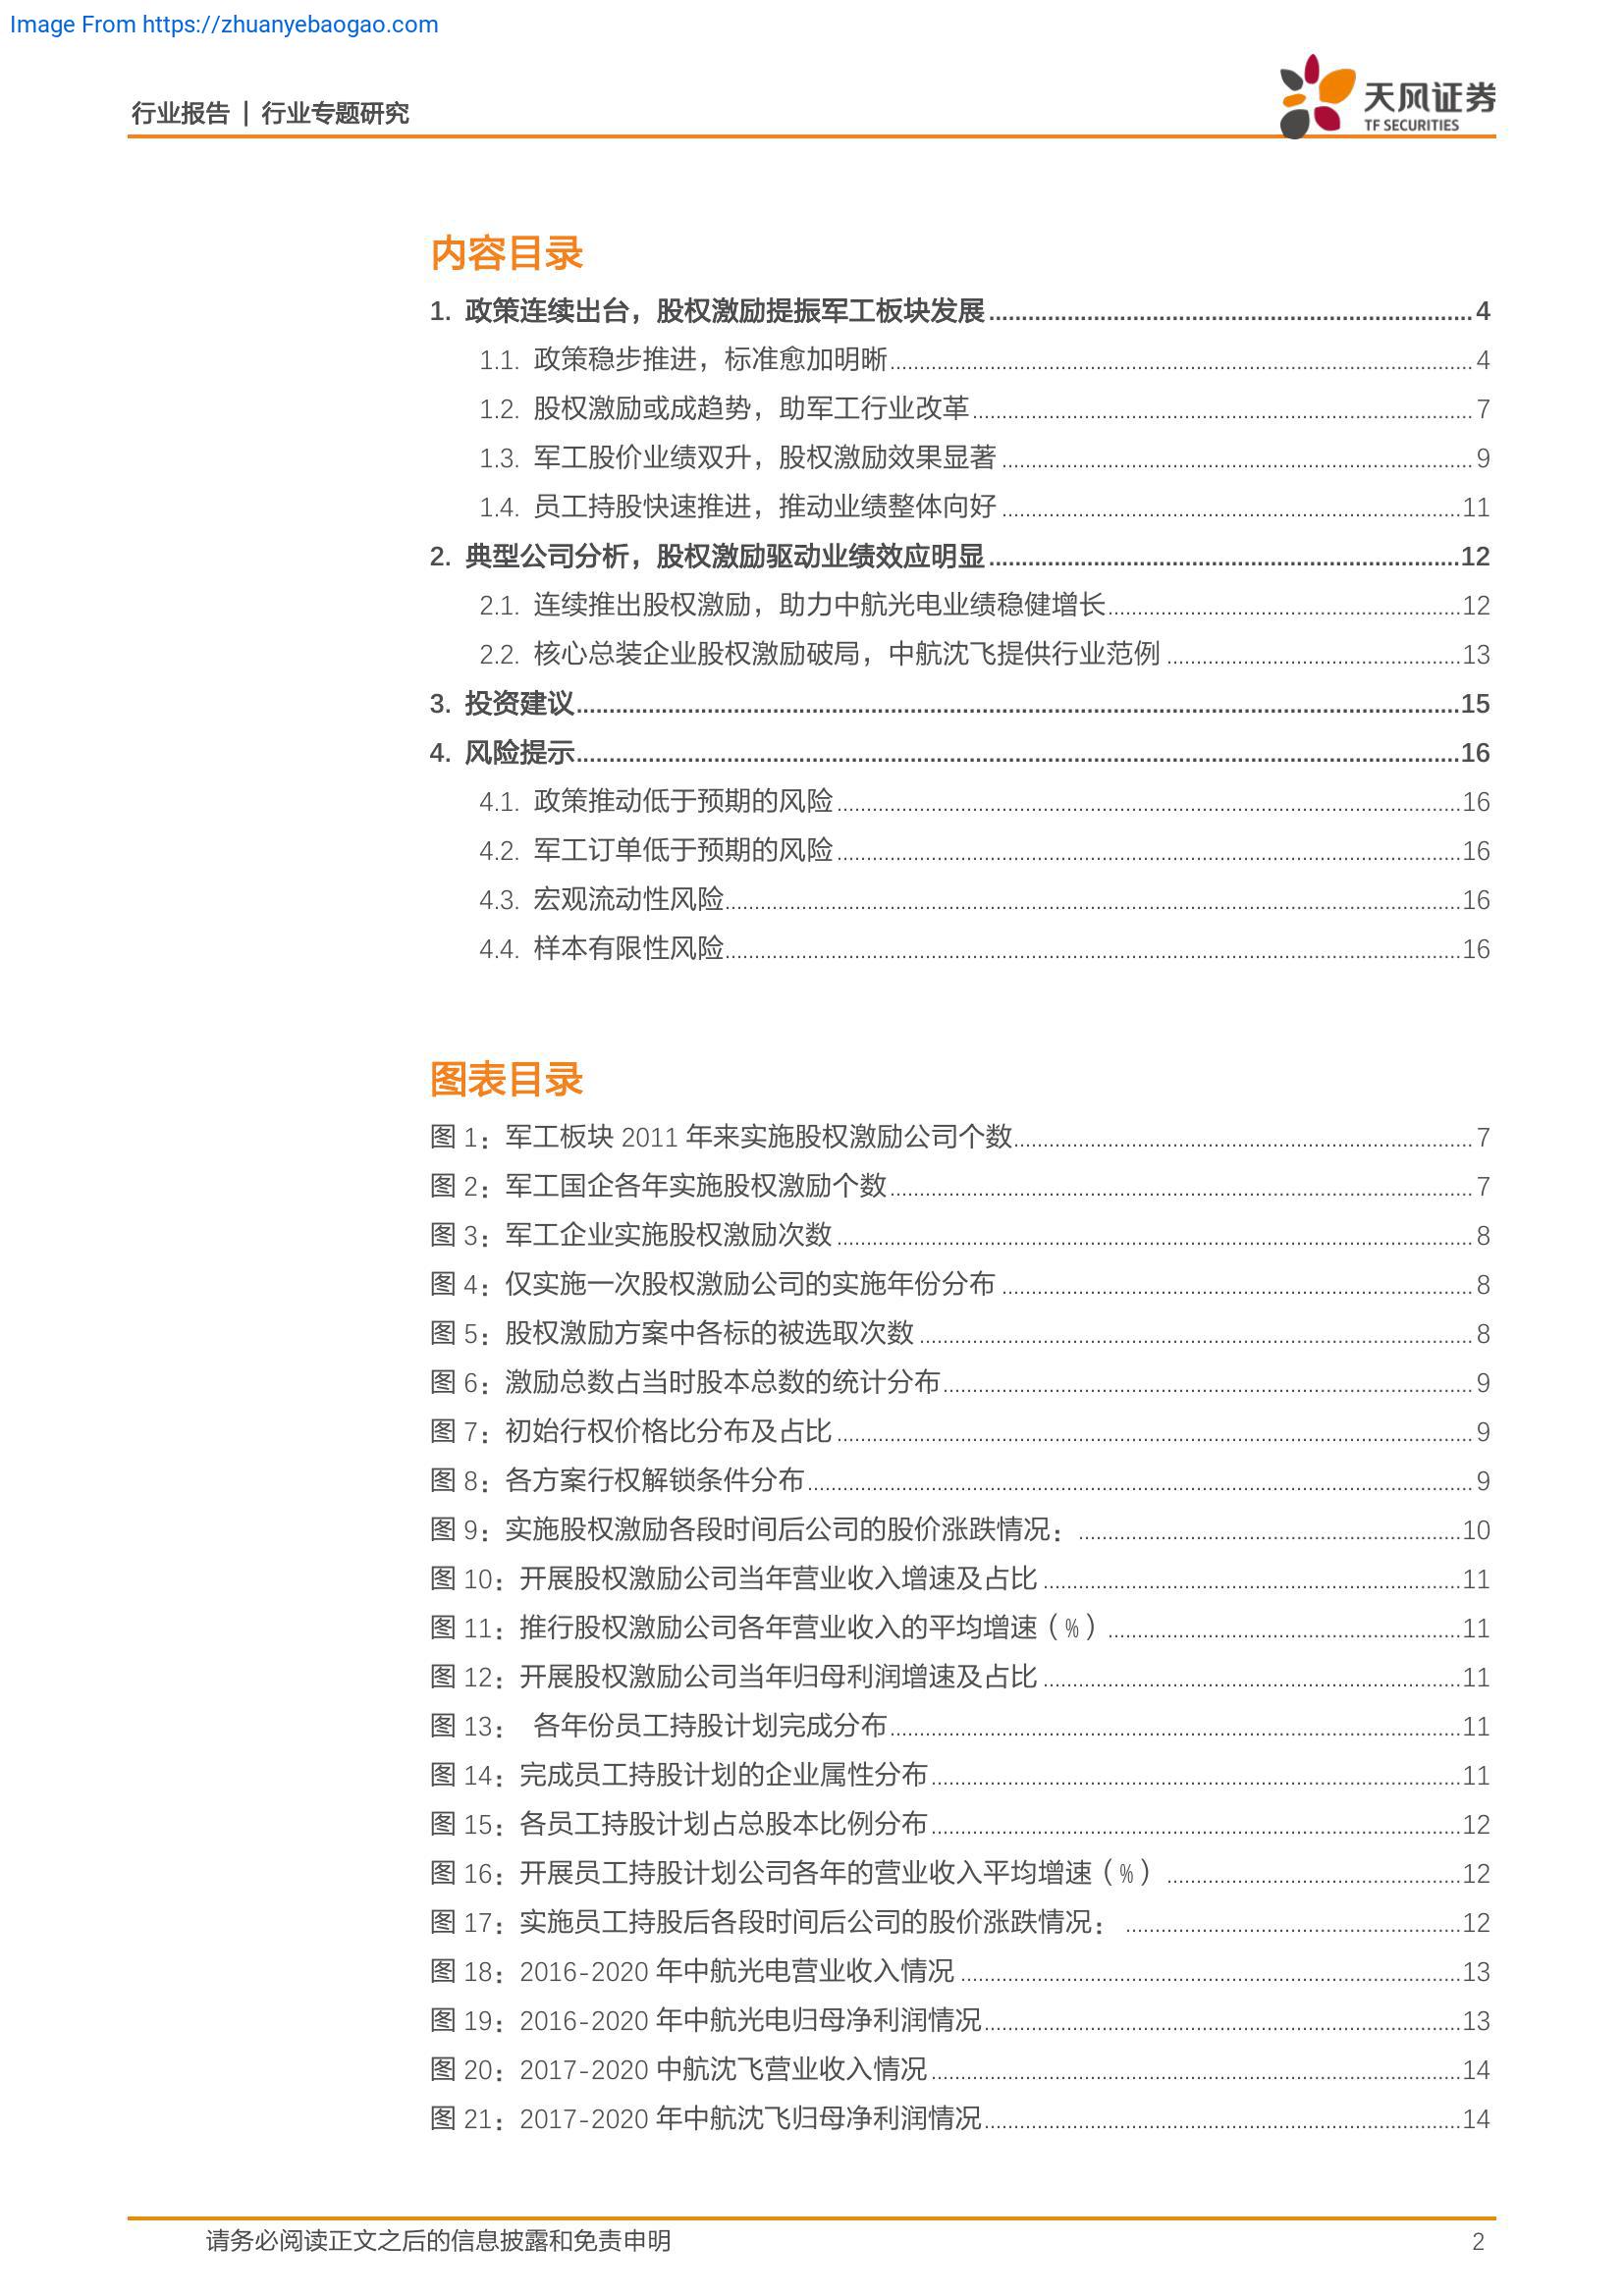 Image From https://zhuanyebaogao.com
行业报告 | 行业专题研究
天风证券
TF SECURITIES
内容目录
1. 政策连续出台，股权激励提振军工板块发展 4
1.1. 政策稳步推进，标准愈加明晰 4
1.2. 股权激励或成趋势，助军工行业改革 7
1.3. 军工股价业绩双升，股权激励效果显著 9
1.4. 员工持股快速推进，推动业绩整体向好 11
2. 典型公司分析，股权激励驱动业绩效应明显 12
2.1. 连续推出股权激励，助力中航光电业绩稳健增长 12
2.2. 核心总装企业股权激励破局，中航沈飞提供行业范例 13
3. 投资建议 15
4. 风险提示 16
4.1. 政策推动低于预期的风险 16
4.2. 军工订单低于预期的风险 16
4.3. 宏观流动性风险 16
4.4. 样本有限性风险 16
图表目录
图 1：军工板块 2011 年来实施股权激励公司个数 7
图 2：军工国企各年实施股权激励个数 7
图 3：军工企业实施股权激励次数 8
图 4：仅实施一次股权激励公司的实施年份分布 8
图 5：股权激励方案中各标的被选取次数 8
图 6：激励总数占当时股本总数的统计分布 9
图 7：初始行权价格比分布及占比 9
图 8：各方案行权解锁条件分布 9
图 9：实施股权激励各段时间后公司的股价涨跌情况： 10
图 10：开展股权激励公司当年营业收入增速及占比 11
图 11：推行股权激励公司各年营业收入的平均增速（%） 11
图 12：开展股权激励公司当年归母利润增速及占比 11
图 13： 各年份员工持股计划完成分布 11
图 14：完成员工持股计划的企业属性分布 11
图 15：各员工持股计划占总股本比例分布 12
图 16：开展员工持股计划公司各年的营业收入平均增速（%） 12
图 17：实施员工持股后各段时间后公司的股价涨跌情况： 12
图 18：2016-2020 年中航光电营业收入情况 13
图 19：2016-2020 年中航光电归母净利润情况 13
图 20：2017-2020 中航沈飞营业收入情况 14
图 21：2017-2020 年中航沈飞归母净利润情况 14
请务必阅读正文之后的信息披露和免责申明 2